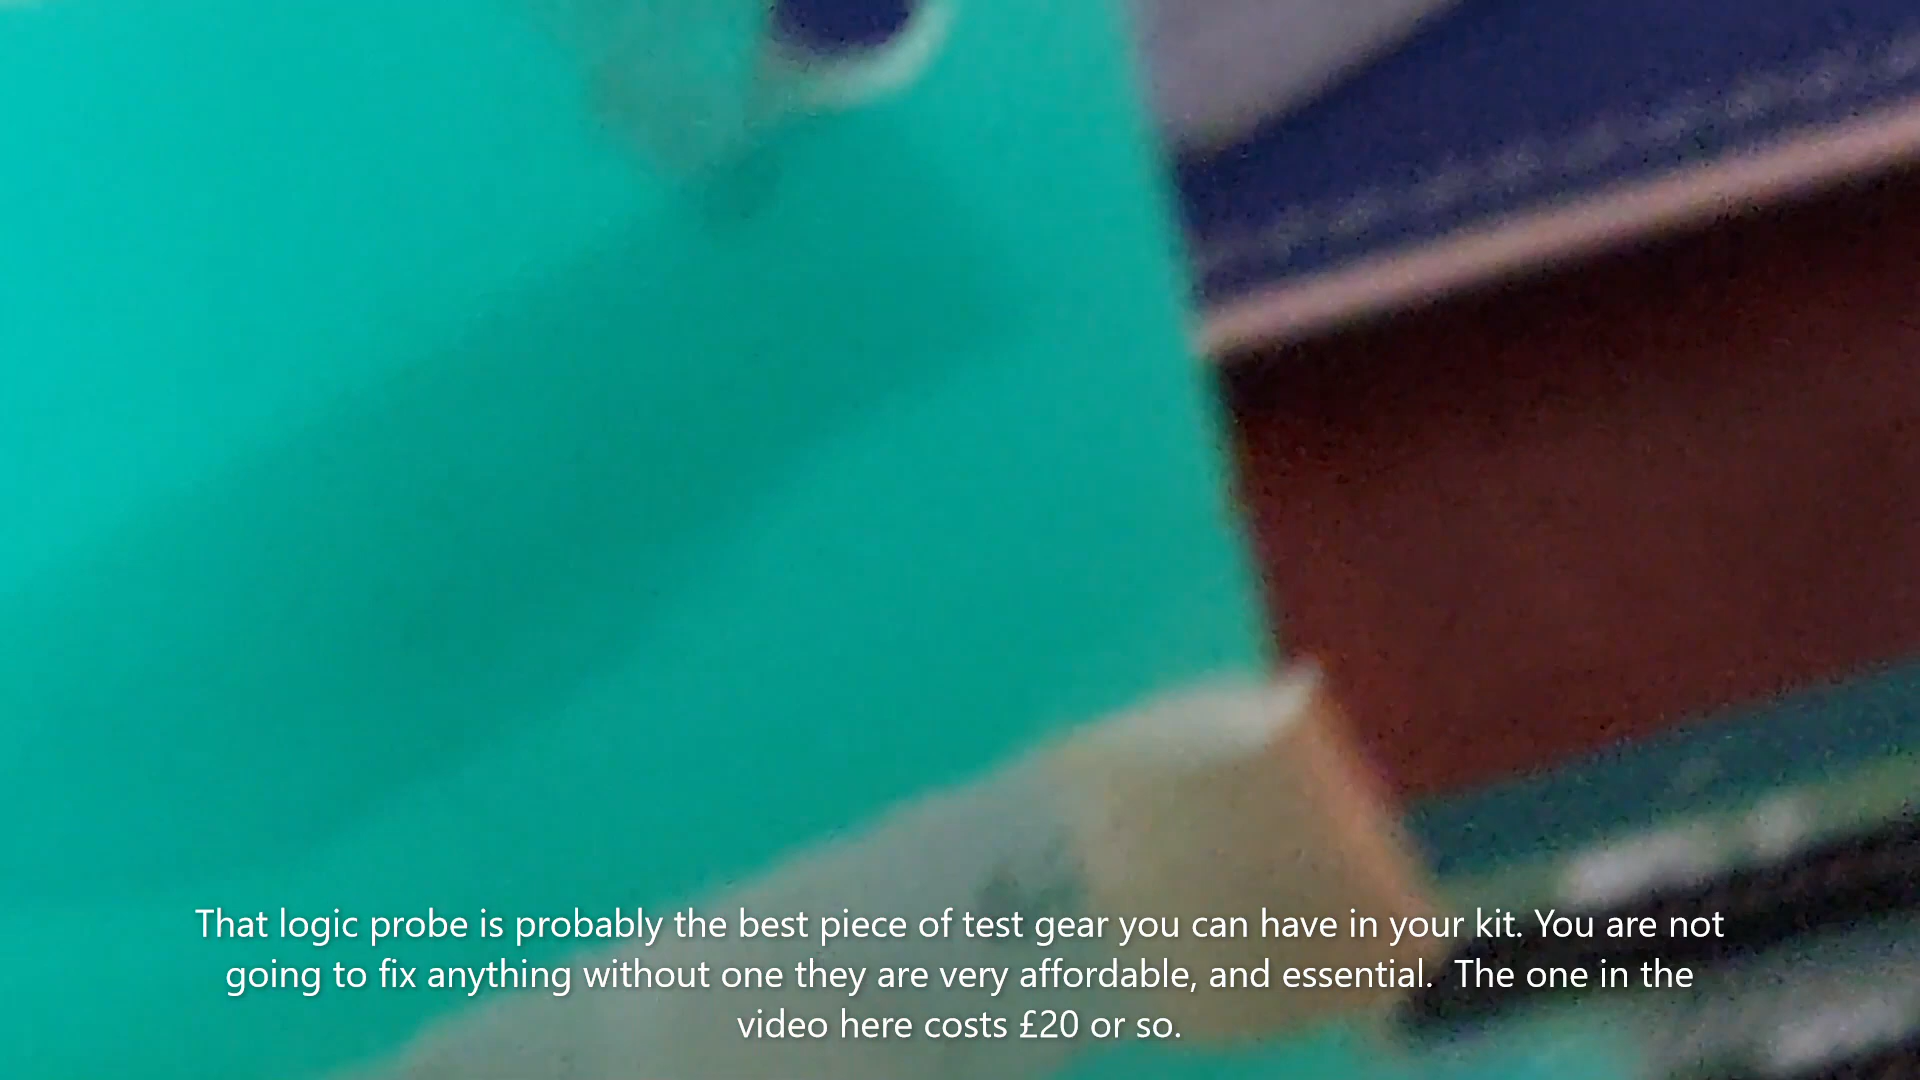 That logic probe is probably the best piece of test gear you can have in your kit. You are not
going to fix anything without one they are very affordable, and essential.  The one in the
video here costs £20 or so.